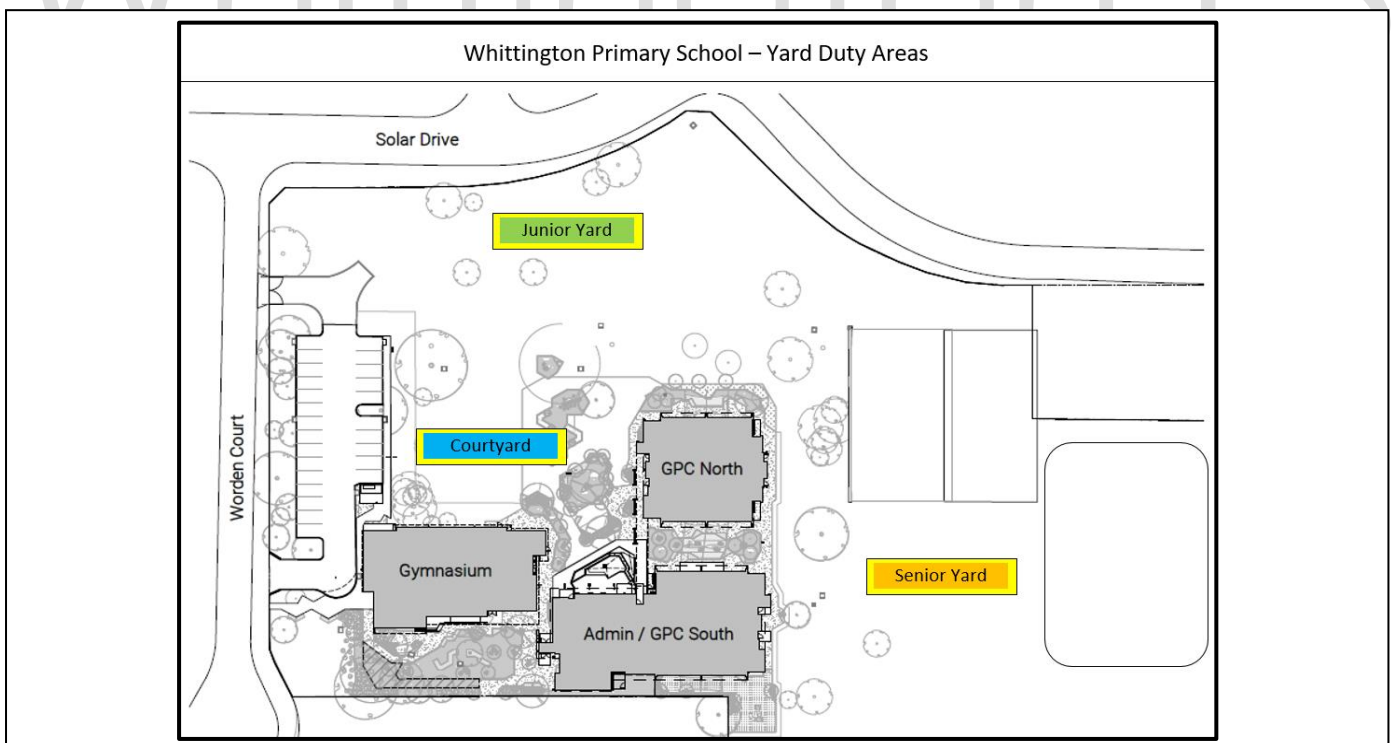 Whittington Primary School – Yard Duty Areas
Solar Drive
Junior Yard
Worden Court
Courtyard
GPC North
Gymnasium
Senior Yard
Admin / GPC South